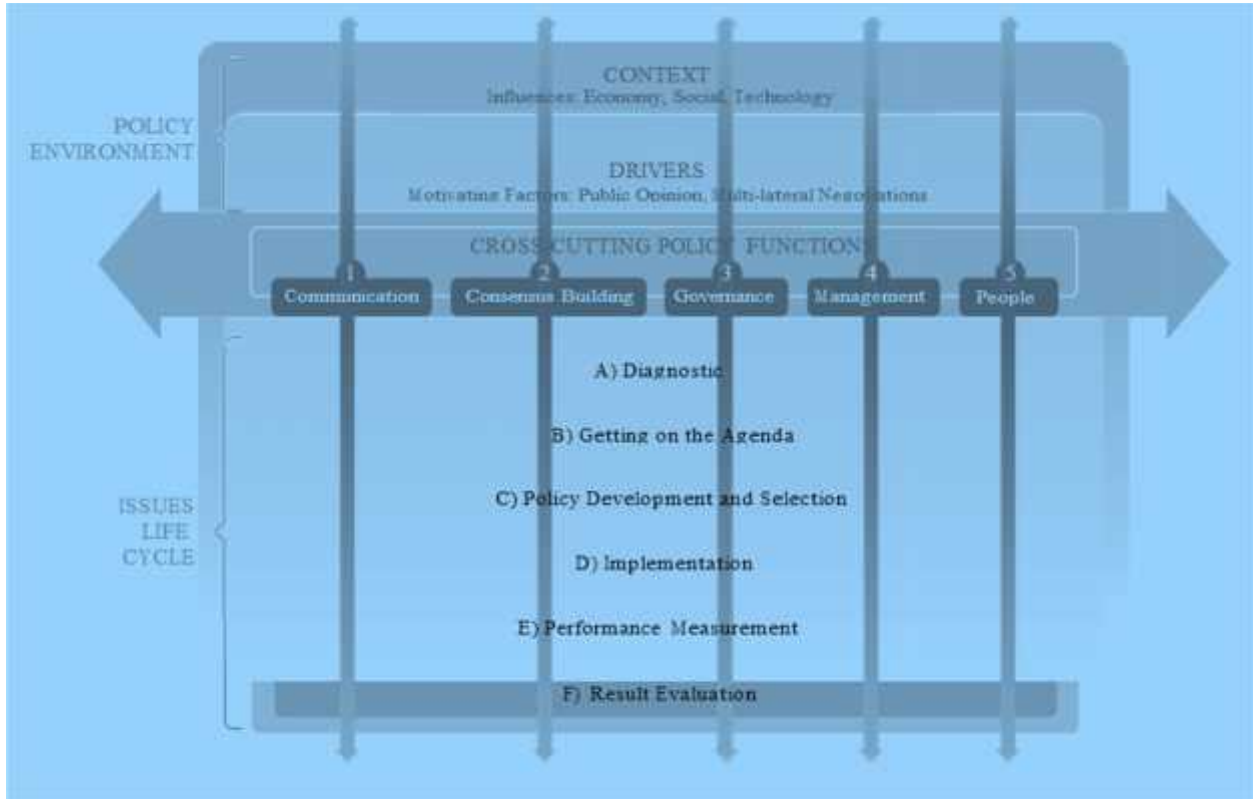 CONTEXT
Influences: Economy, Social, Technology
POLICY
ENVIRONMENT
DRIVERS
Motivating Factors: Public Opinion, Multi-lateral Negotiations
CROSS CUTTING POLICY FUNCTIONS
1 2 3 4 5
Communication Consensus Building Governance Management People
A) Diagnostic
B) Getting on the Agenda
C) Policy Development and Selection
ISSUES
LIFE
CYCLE
D) Implementation
E) Performance Measurement
F) Result Evaluation